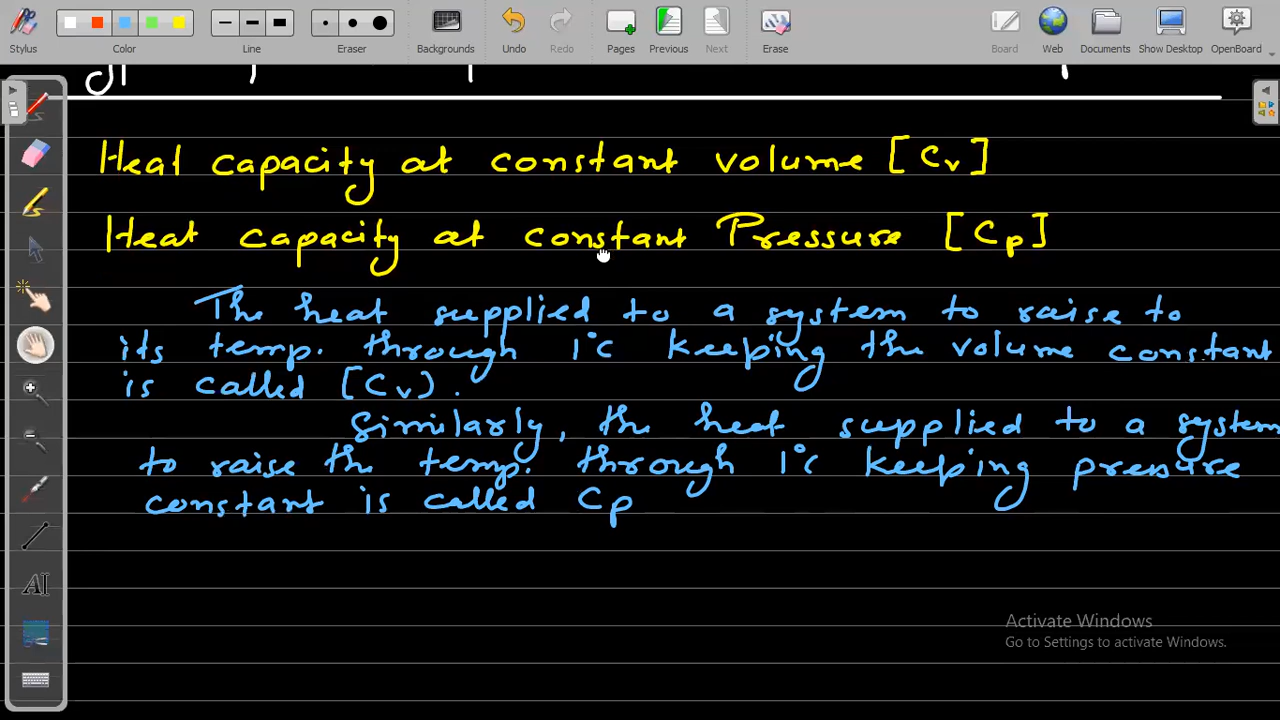 Stylus
Color
Line
Eraser
Backgrounds
Undo
Redo
Pages
Previous
Next
Erase
Board
Web
Documents
Show Desktop
OpenBoard
Heat capacity at constant volume [Cv]
Heat capacity at constant Pressure [Cp]
The heat supplied to a system to raise to
its temp. through 1°C keeping the volume constant
is called [Cv).
Similarly, the heat supplied to a system
to raise the temp. through 1°C keeping pressure
constant is called Cp
AI
Activate Windows
Go to Settings to activate Windows.